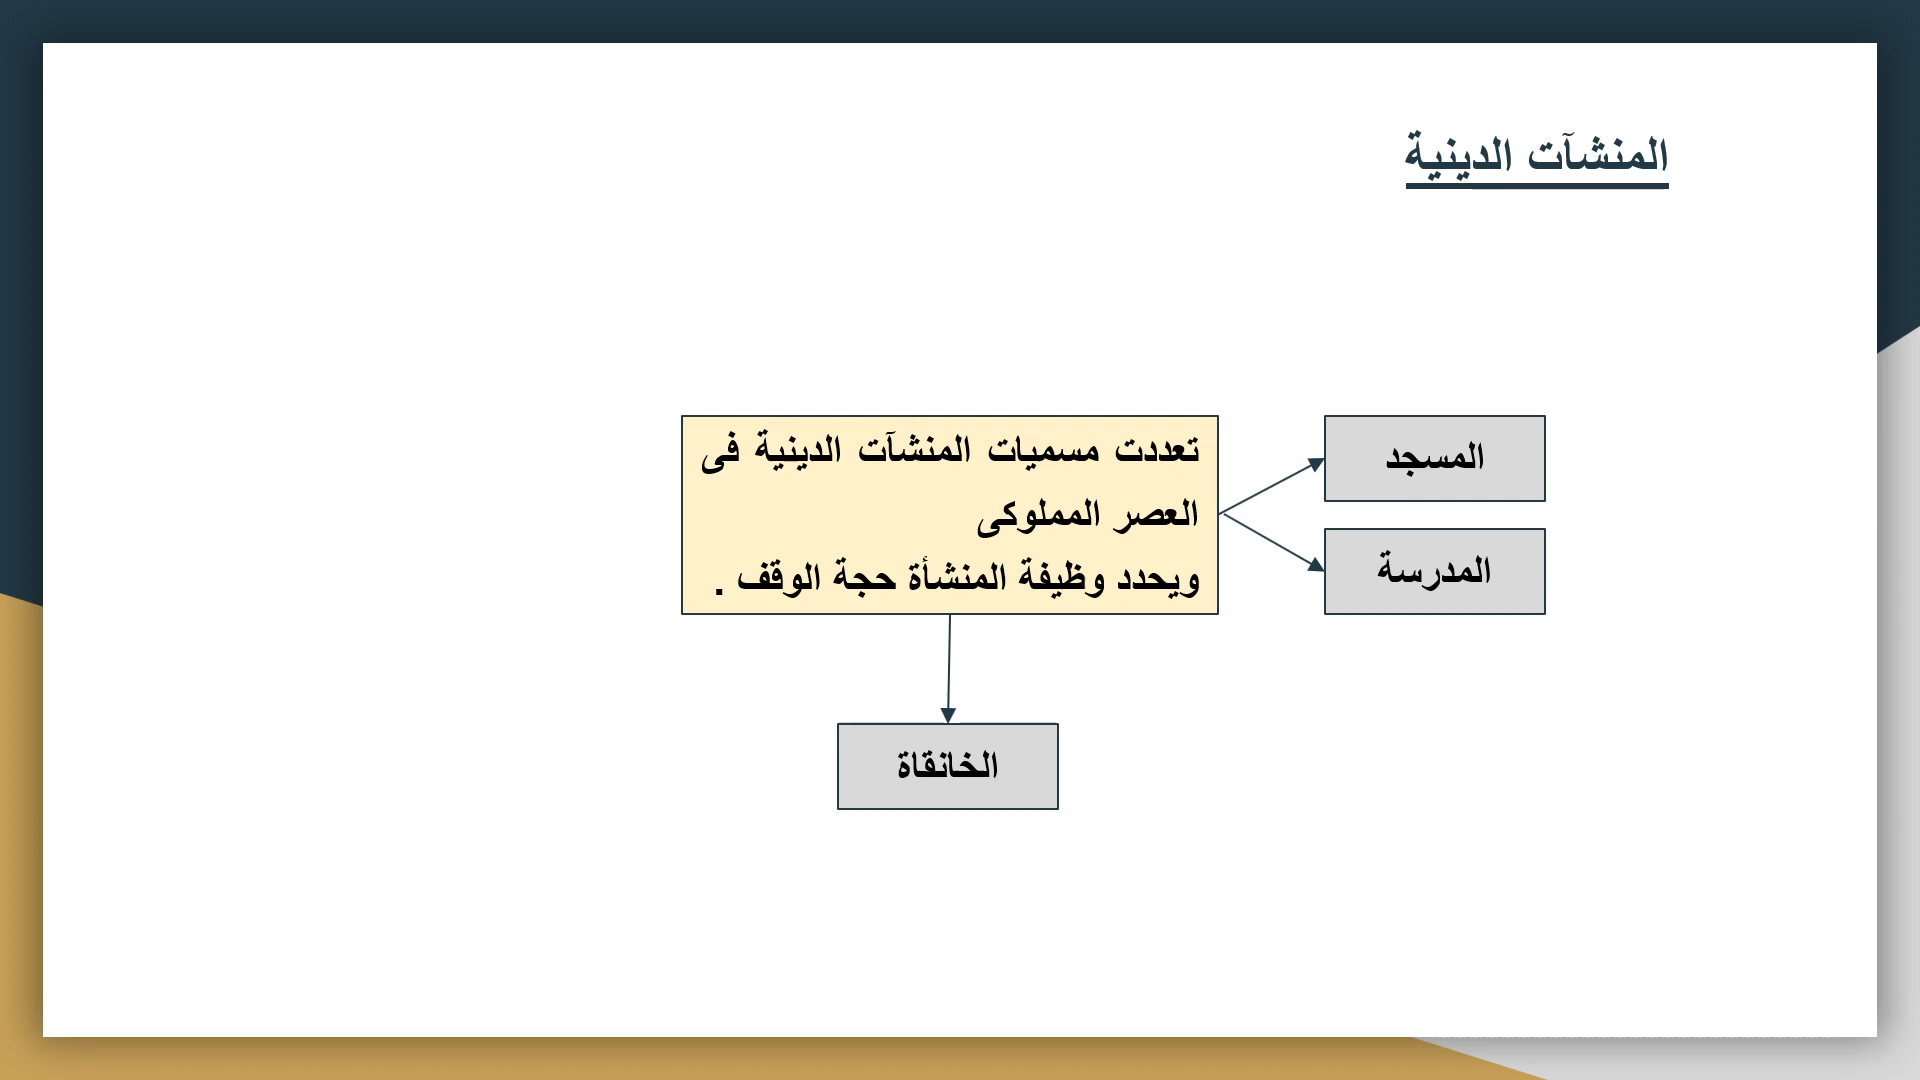 المنشآت الدينية
تعددت مسميات المنشآت الدينية فى
العصر المملوكى
ويحدد وظيفة المنشأة حجة الوقف .
المسجد
المدرسة
الخانقاة